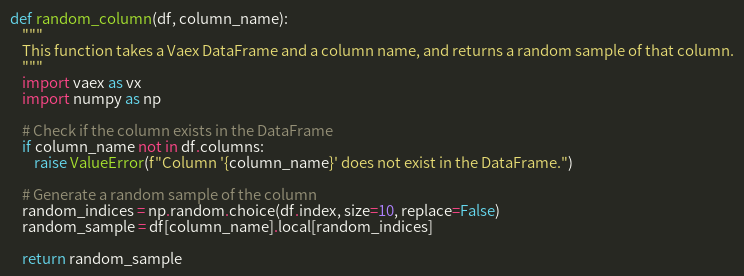 def random_column(df, column_name):
    """
    This function takes a Vaex DataFrame and a column name, and returns a random sample of that column.
    """
    import vaex as vx
    import numpy as np

    # Check if the column exists in the DataFrame
    if column_name not in df.columns:
        raise ValueError(f"Column '{column_name}' does not exist in the DataFrame.")

    # Generate a random sample of the column
    random_indices = np.random.choice(df.index, size=10, replace=False)
    random_sample = df[column_name].local[random_indices]

    return random_sample